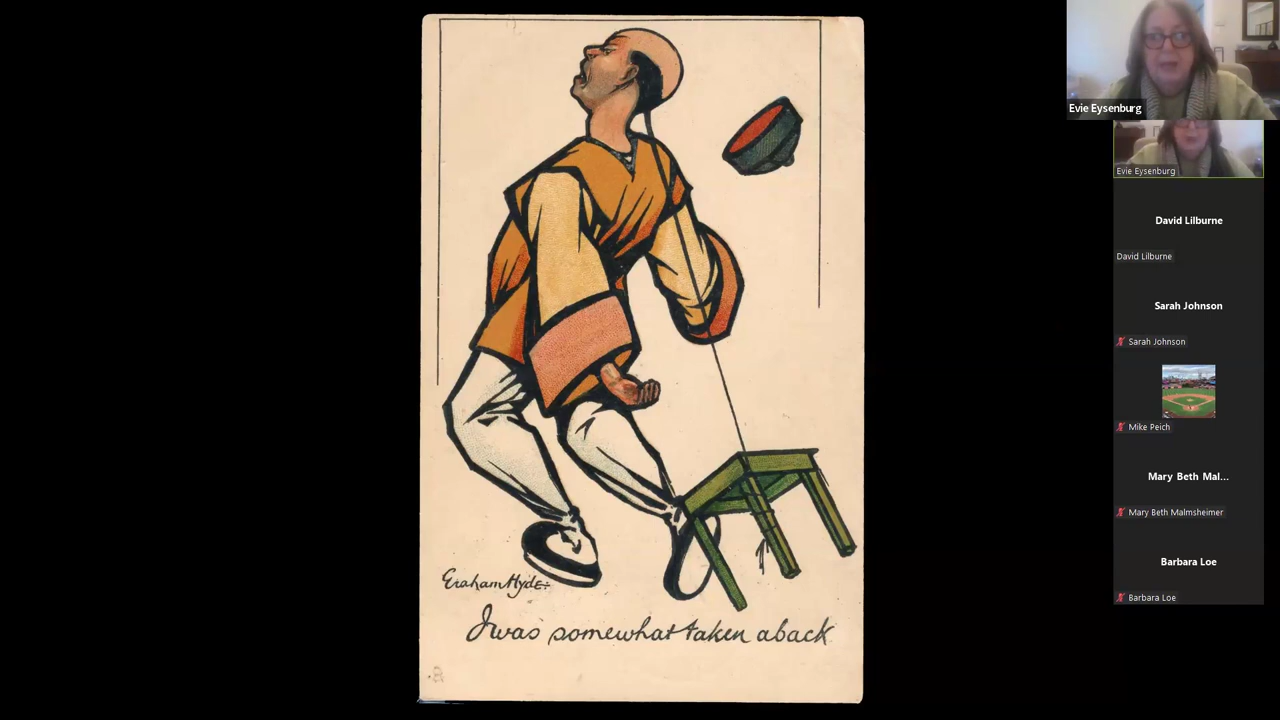 Graham Hyde
I was somewhat taken aback
Evie Eysenburg
Evie Eysenburg
David Lilburne
David Lilburne
Sarah Johnson
Sarah Johnson
Mike Peich
Mary Beth Mal...
Mary Beth Malmsheimer
Barbara Loe
Barbara Loe